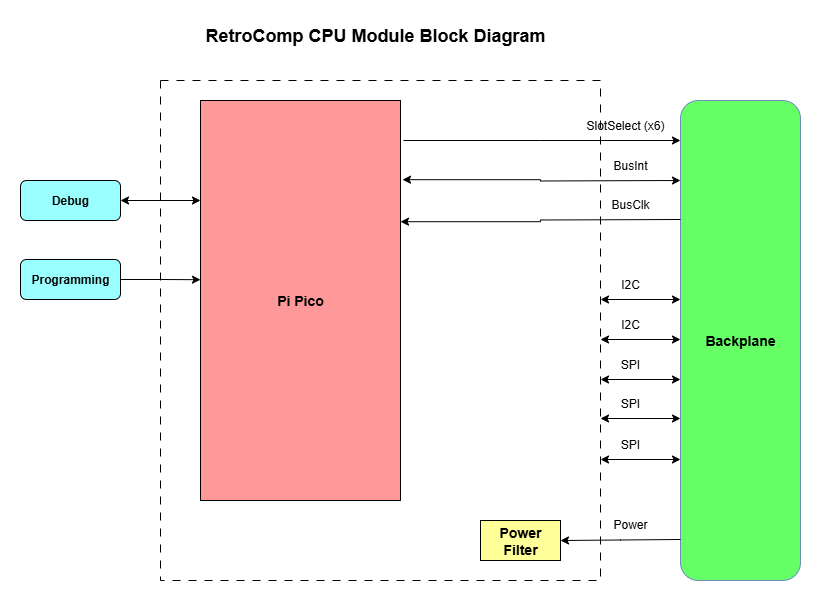 RetroComp CPU Module Block Diagram
SlotSelect (x6)
BusInt
Debug
BusClk
Programming
I2C
Pi Pico
I2C
Backplane
SPI
SPI
SPI
Power
Power
Filter